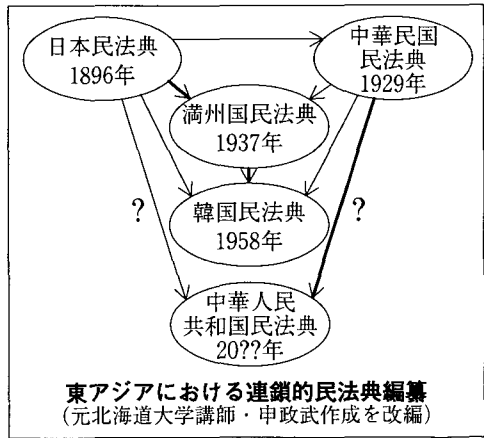 日本民法典
1896年
中華民国
民法典
1929年
満州国民法典
1937年
韓国民法典
1958年
?
?
中華人民
共和国民法典
20??年
東アジアにおける連鎖的民法典編纂
(元北海道大学講師・申政武作成を改編)